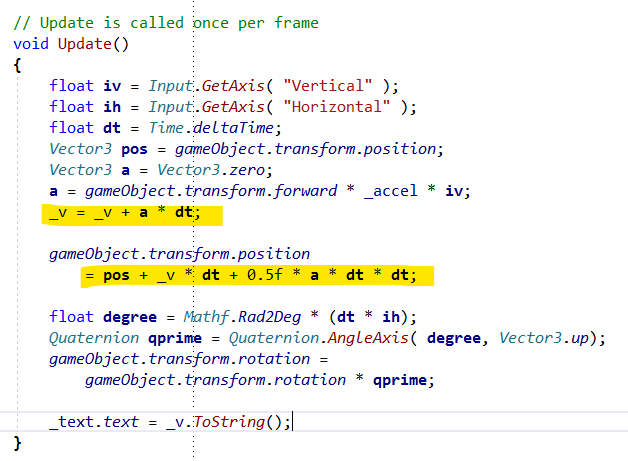 // Update is called once per frame
void Update()
{
float iv = Input.GetAxis( "Vertical" );
float ih = Input.GetAxis( "Horizontal" );
float dt = Time.deltaTime;
Vector3 pos = gameObject.transform.position;
Vector3 a = Vector3.zero;
a = gameObject.transform.forward * _accel * iv;
_v = _v + a * dt;
gameObject.transform.position
= pos + _v * dt + 0.5f * a * dt * dt;
float degree = Mathf.Rad2Deg * (dt * ih);
Quaternion qprime = Quaternion.AngleAxis( degree, Vector3.up);
gameObject.transform.rotation =
gameObject.transform.rotation * qprime;
_text.text = _v.ToString();
}